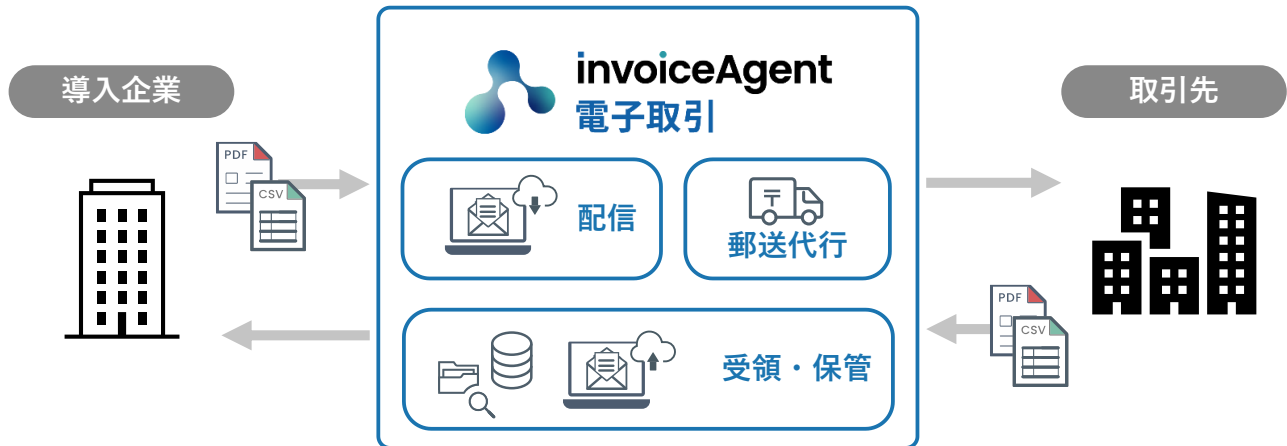 導入企業
invoiceAgent
電子取引
取引先
PDF
CSV
配信
〒
郵送代行
PDF
CSV
受領・保管